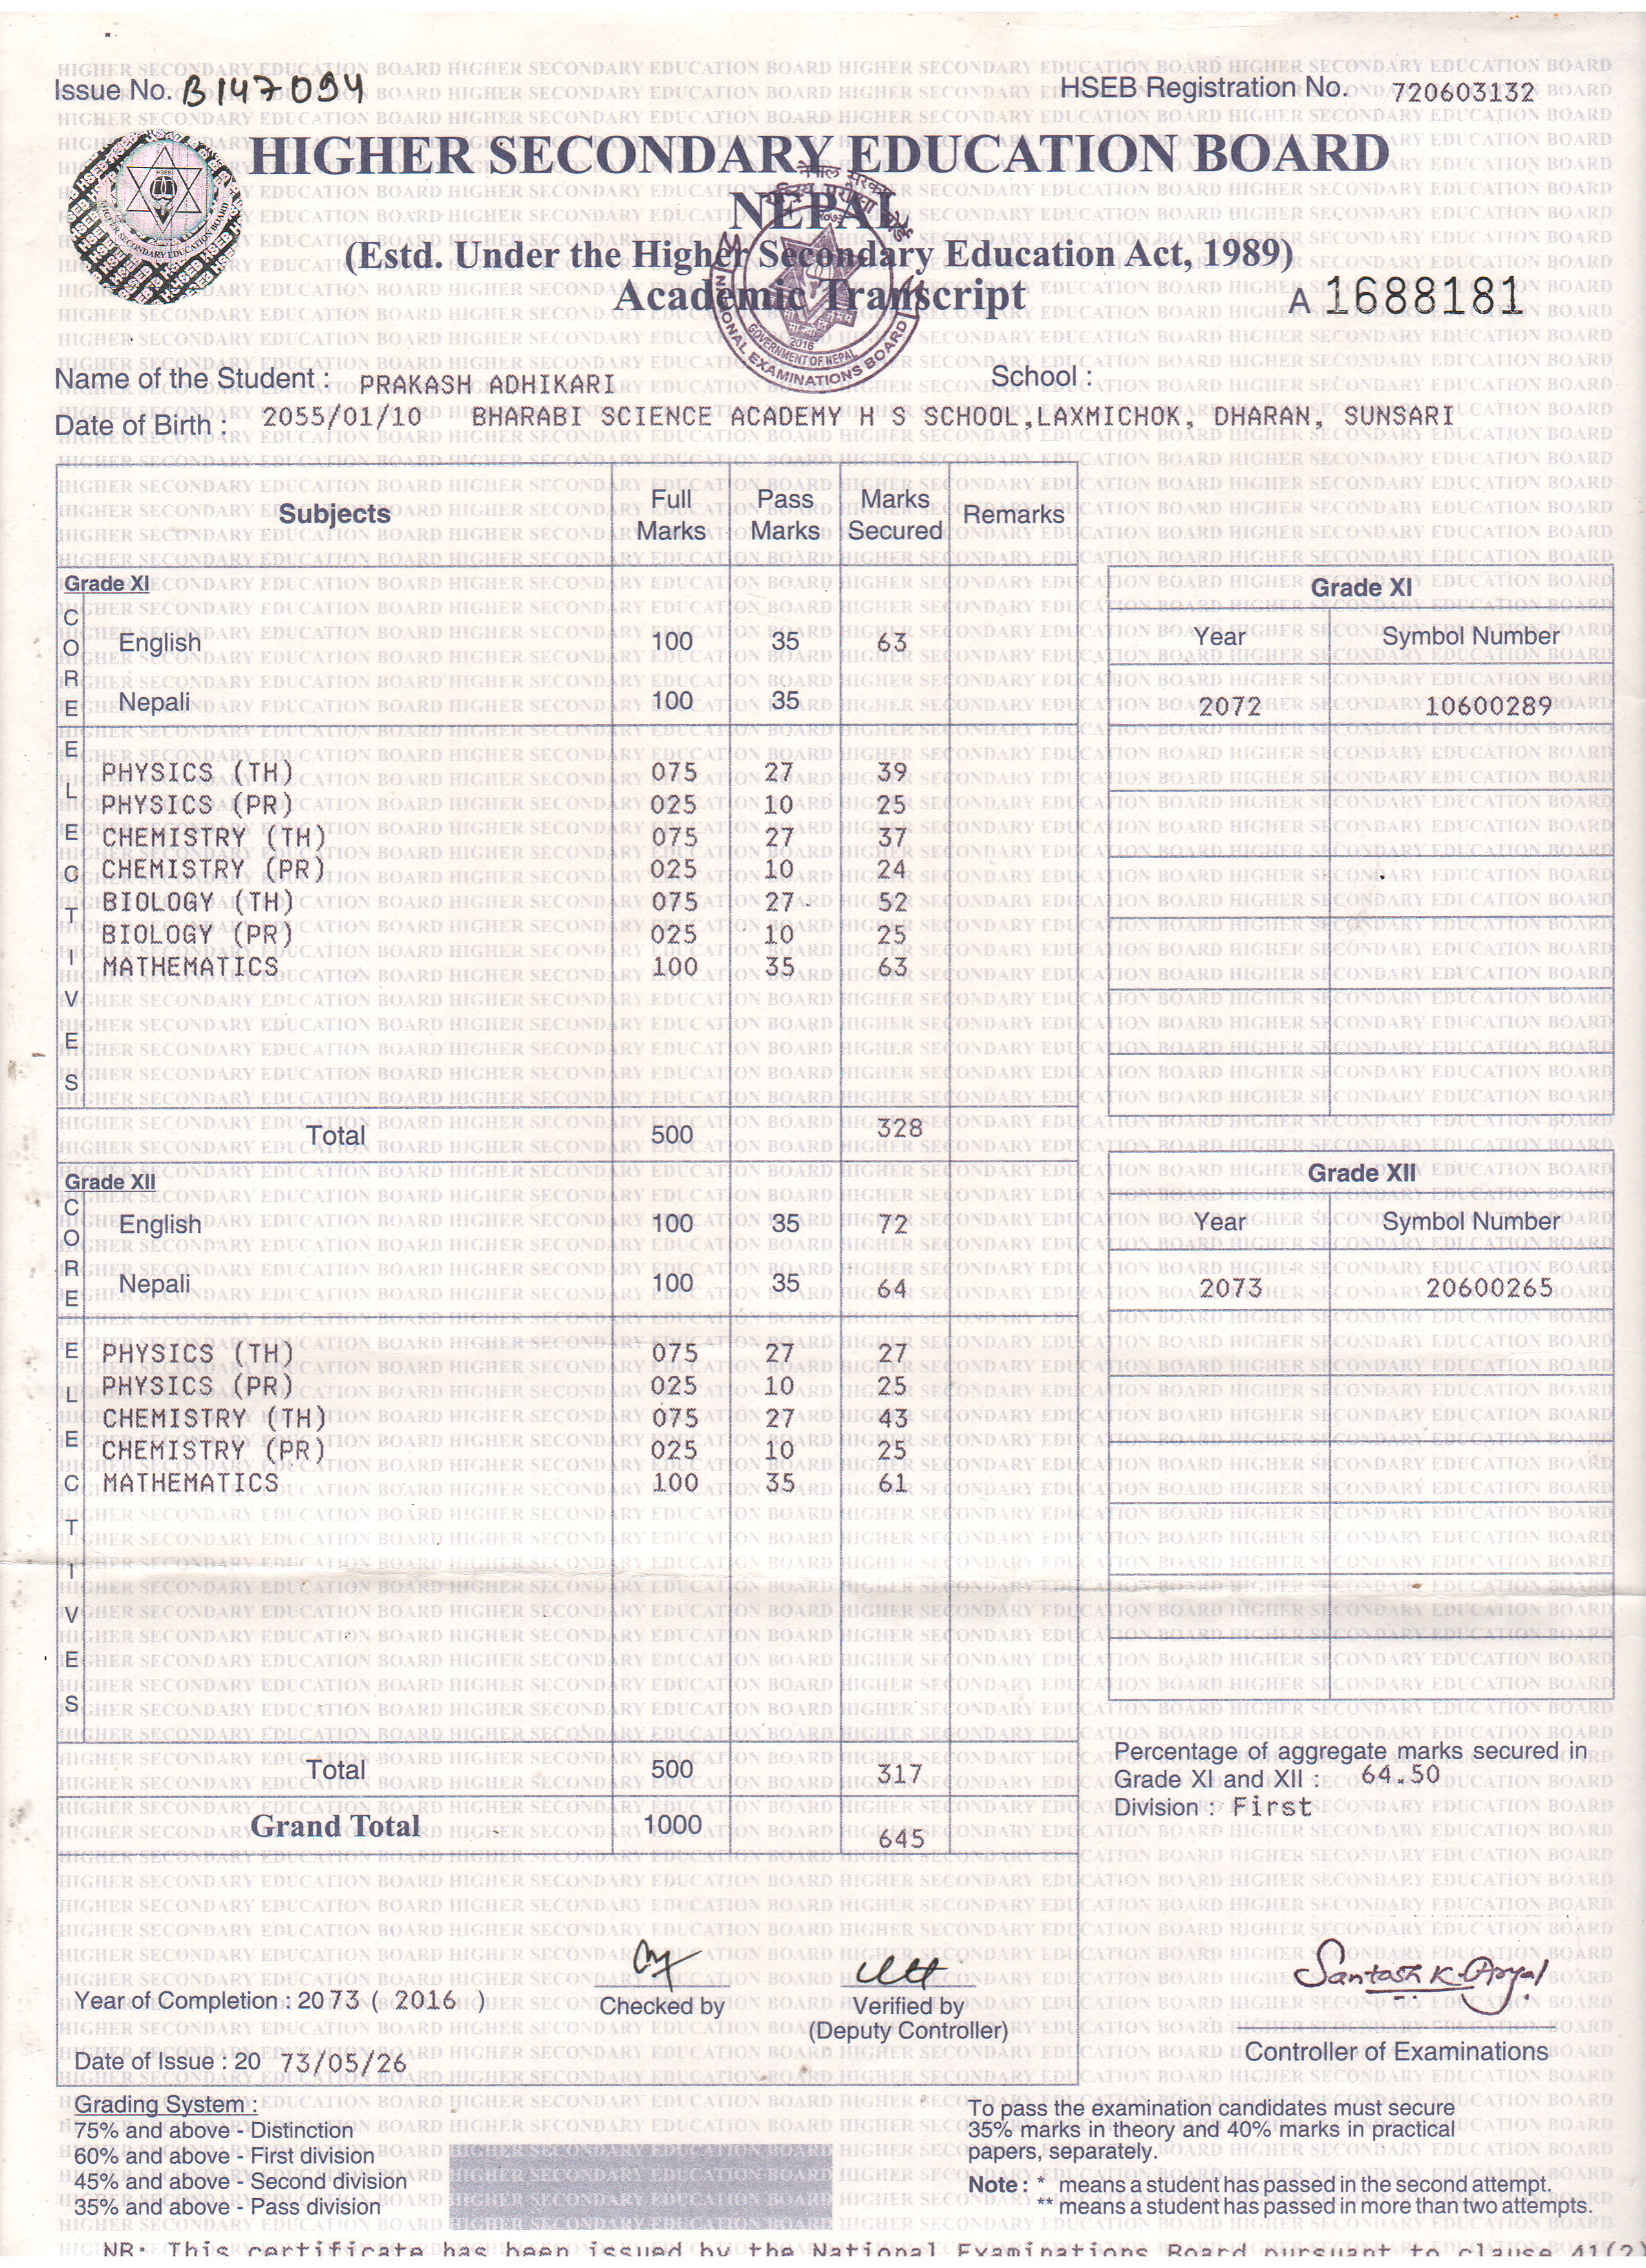 Issue No. B147094 HSEB Registration No. 720603132
HIGHER SECONDARY EDUCATION BOARD
NEPAL
(Estd. Under the Higher Secondary Education Act, 1989)
Academic Transcript A 1688181
नेपाल सरकार
2016
GOVERNMENT OF NEPAL
NATIONAL EXAMINATIONS BOARD
Name of the Student : PRAKASH ADHIKARI School :
Date of Birth : 2055/01/10 BHARABI SCIENCE ACADEMY H S SCHOOL,LAXMICHOK, DHARAN, SUNSARI
Subjects Full Marks Pass Marks Marks Secured Remarks
Grade XI
CORE
English 100 35 63
Nepali 100 35
ELECTIVES
PHYSICS (TH) 075 27 39
PHYSICS (PR) 025 10 25
CHEMISTRY (TH) 075 27 37
CHEMISTRY (PR) 025 10 24
BIOLOGY (TH) 075 27 52
BIOLOGY (PR) 025 10 25
MATHEMATICS 100 35 63
Total 500 328
Grade XI
Year Symbol Number
2072 10600289
Grade XII
CORE
English 100 35 72
Nepali 100 35 64
ELECTIVES
PHYSICS (TH) 075 27 27
PHYSICS (PR) 025 10 25
CHEMISTRY (TH) 075 27 43
CHEMISTRY (PR) 025 10 25
MATHEMATICS 100 35 61
Total 500 317
Grand Total 1000 645
Grade XII
Year Symbol Number
2073 20600265
Percentage of aggregate marks secured in
Grade XI and XII : 64.50
Division : First
Year of Completion : 2073 ( 2016 )
Checked by
Verified by
(Deputy Controller)
Santosh K. Aryal
Controller of Examinations
Date of Issue : 20 73/05/26
Grading System :
75% and above - Distinction
60% and above - First division
45% and above - Second division
35% and above - Pass division
HIGHER SECONDARY EDUCATION BOARD
To pass the examination candidates must secure
35% marks in theory and 40% marks in practical
papers, separately.
Note : * means a student has passed in the second attempt.
** means a student has passed in more than two attempts.
NB: This certificate has been issued by the National Examinations Board pursuant to clause 41(2)